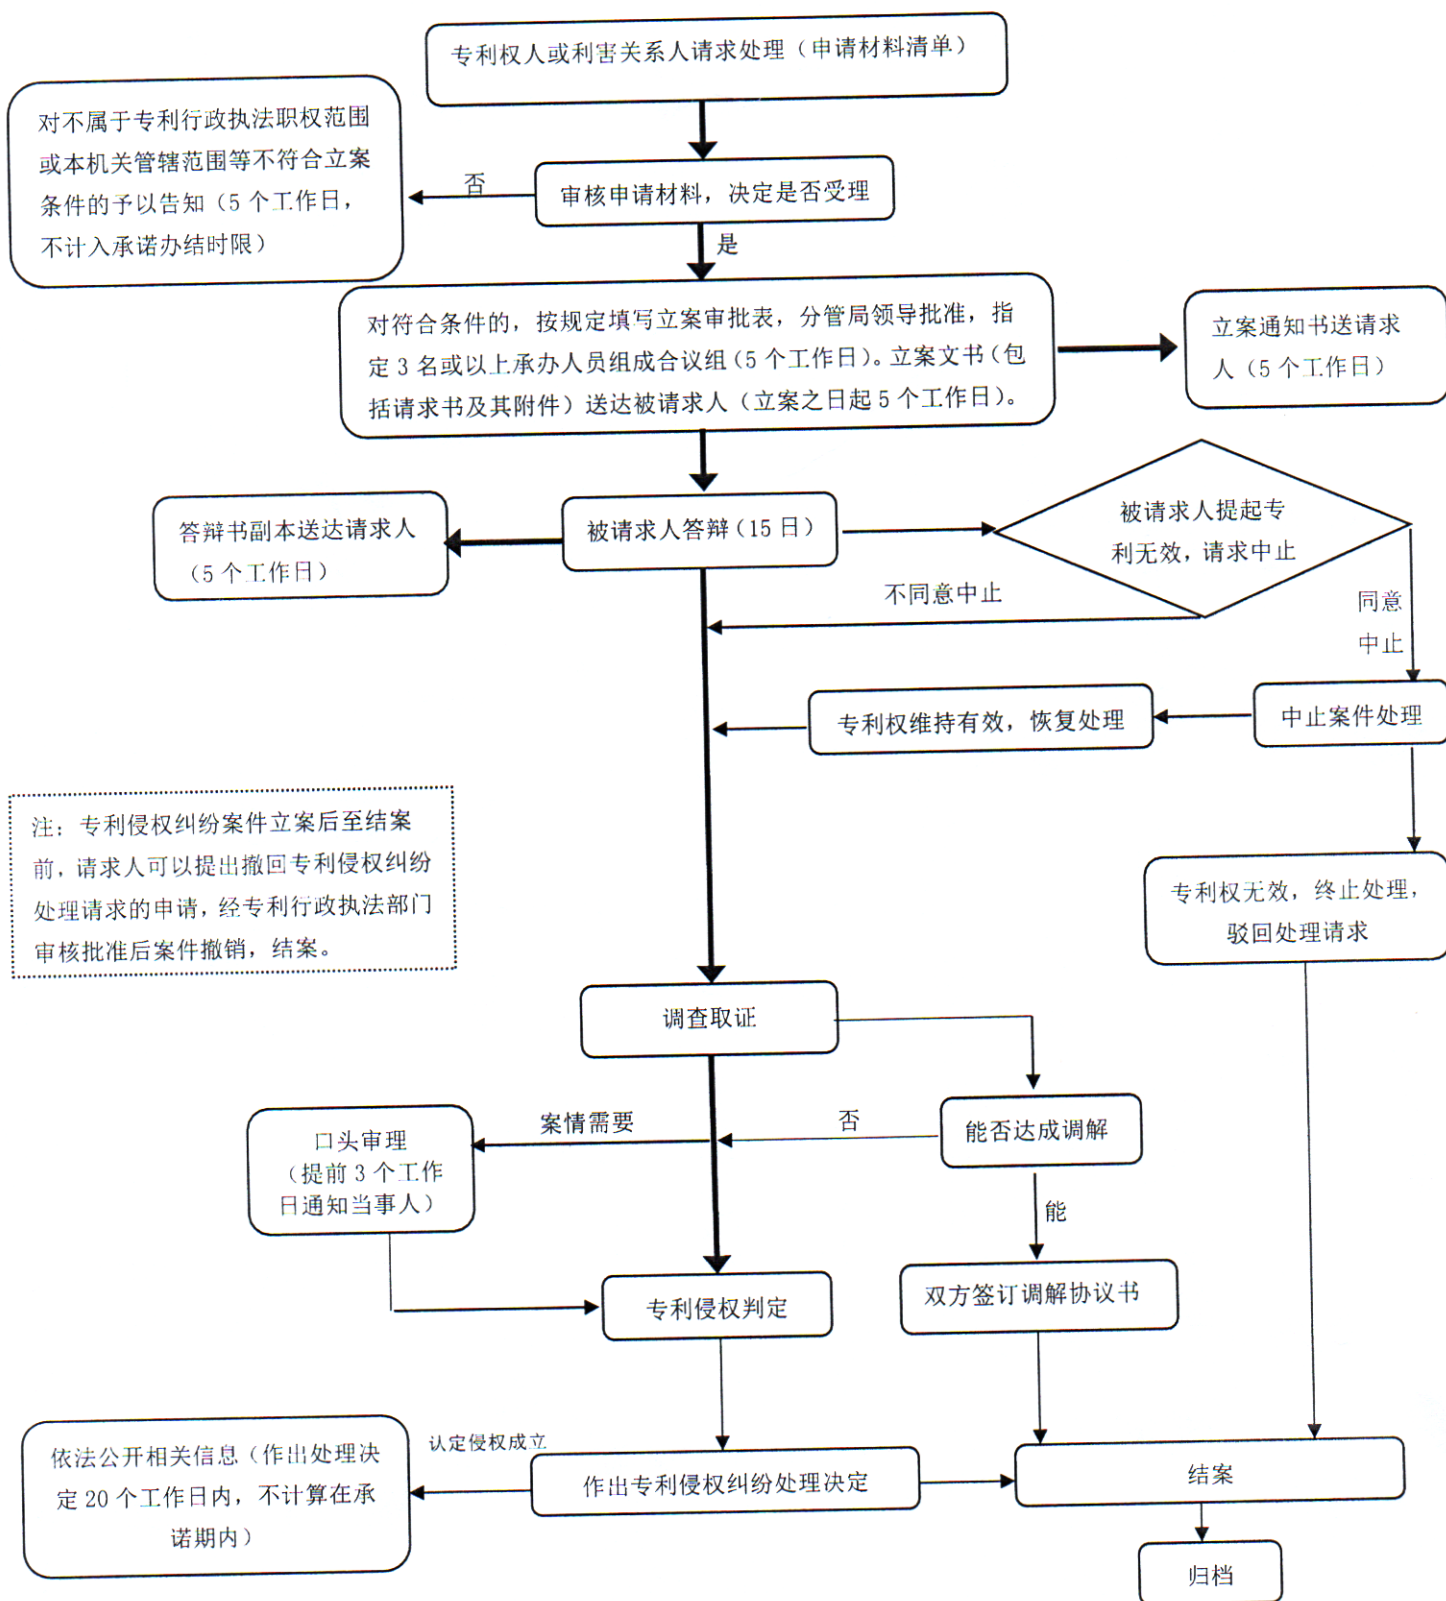 专利权人或利害关系人请求处理（申请材料清单）
对不属于专利行政执法职权范围
或本机关管辖范围等不符合立案
条件的予以告知（5 个工作日，
不计入承诺办结时限）
否
审核申请材料，决定是否受理
是
对符合条件的，按规定填写立案审批表，分管局领导批准，指
定 3 名或以上承办人员组成合议组（5 个工作日）。立案文书（包
括请求书及其附件）送达被请求人（立案之日起 5 个工作日）。
立案通知书送请求
人（5 个工作日）
答辩书副本送达请求人
（5 个工作日）
被请求人答辩（15 日）
被请求人提起专
利无效，请求中止
不同意中止
同意
中止
专利权维持有效，恢复处理
中止案件处理
注：专利侵权纠纷案件立案后至结案
前，请求人可以提出撤回专利侵权纠纷
处理请求的申请，经专利行政执法部门
审核批准后案件撤销，结案。
专利权无效，终止处理，
驳回处理请求
调查取证
口头审理
（提前 3 个工作
日通知当事人）
案情需要
否
能否达成调解
能
专利侵权判定
双方签订调解协议书
依法公开相关信息（作出处理决
定 20 个工作日内，不计算在承
诺期内）
认定侵权成立
作出专利侵权纠纷处理决定
结案
归档